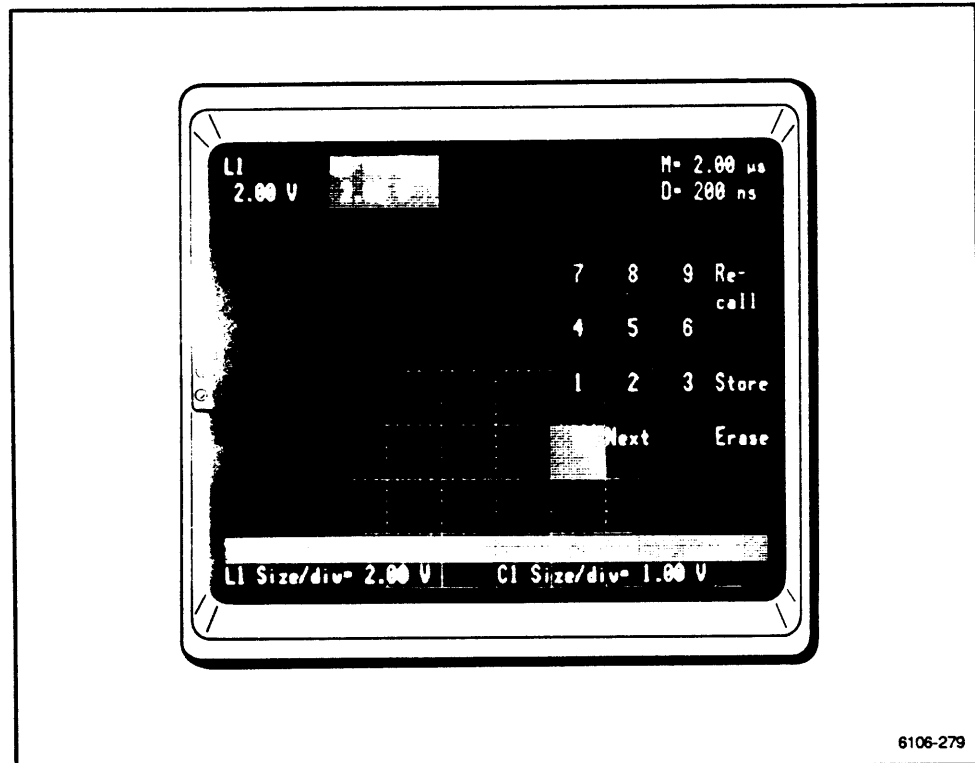 L1 M= 2.00 µs
2.00 V D= 200 ns
7 8 9 Re-
call
4 5 6
1 2 3 Store
Next Erase
L1 Size/div= 2.00 V C1 Size/div= 1.00 V
6106-279